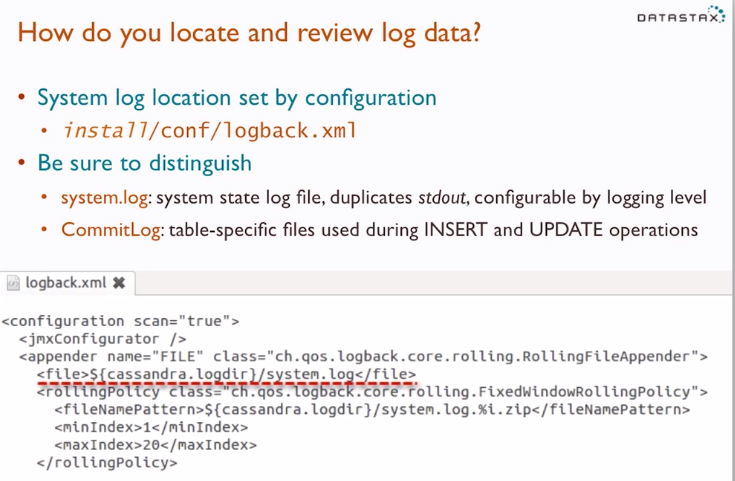 DATASTAX
How do you locate and review log data?
• System log location set by configuration
• install/conf/logback.xml
• Be sure to distinguish
• system.log: system state log file, duplicates stdout, configurable by logging level
• CommitLog: table-specific files used during INSERT and UPDATE operations
logback.xml ✖
<configuration scan="true">
<jmxConfigurator />
<appender name="FILE" class="ch.qos.logback.core.rolling.RollingFileAppender">
<file>${cassandra.logdir}/system.log</file>
<rollingPolicy class="ch.qos.logback.core.rolling.FixedWindowRollingPolicy">
<fileNamePattern>${cassandra.logdir}/system.log.%i.zip</fileNamePattern>
<minIndex>1</minIndex>
<maxIndex>20</maxIndex>
</rollingPolicy>